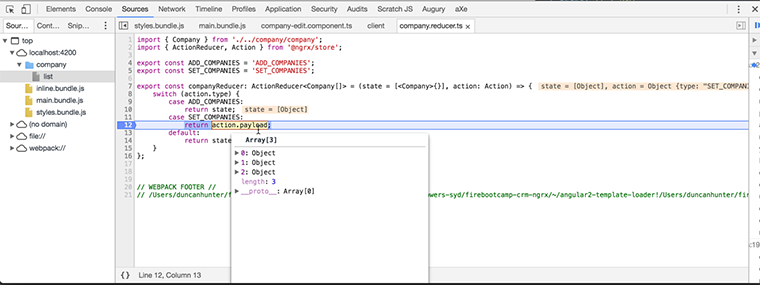 Elements Console Sources Network Timeline Profiles Application Security Audits Scratch JS Augury aXe
Sour... Cont... Snip...
styles.bundle.js main.bundle.js company-edit.component.ts client company.reducer.ts ×
top
localhost:4200
company
list
inline.bundle.js
main.bundle.js
styles.bundle.js
(no domain)
file://
webpack://
1 import { Company } from './../company/company';
2 import { ActionReducer, Action } from '@ngrx/store';
3
4 export const ADD_COMPANIES = 'ADD_COMPANIES';
5 export const SET_COMPANIES = 'SET_COMPANIES';
6
7 export const companyReducer: ActionReducer<Company[]> = (state = [<Company>{}], action: Action) => { state = [Object], action = Object {type: "SET_COMPANI
8 switch (action.type) {
9 case ADD_COMPANIES:
10 return state; state = [Object]
11 case SET_COMPANIES:
12 return action.payload;
13 default:
14 return state
15 }
16 };
17
18
19
20 // WEBPACK FOOTER //
21 // /Users/duncanhunter/fi owers-syd/firebootcamp-crm-ngrx/~/angular2-template-loader!/Users/duncanhunter/fir
Array[3]
0: Object
1: Object
2: Object
length: 3
__proto__: Array[0]
{} Line 12, Column 13